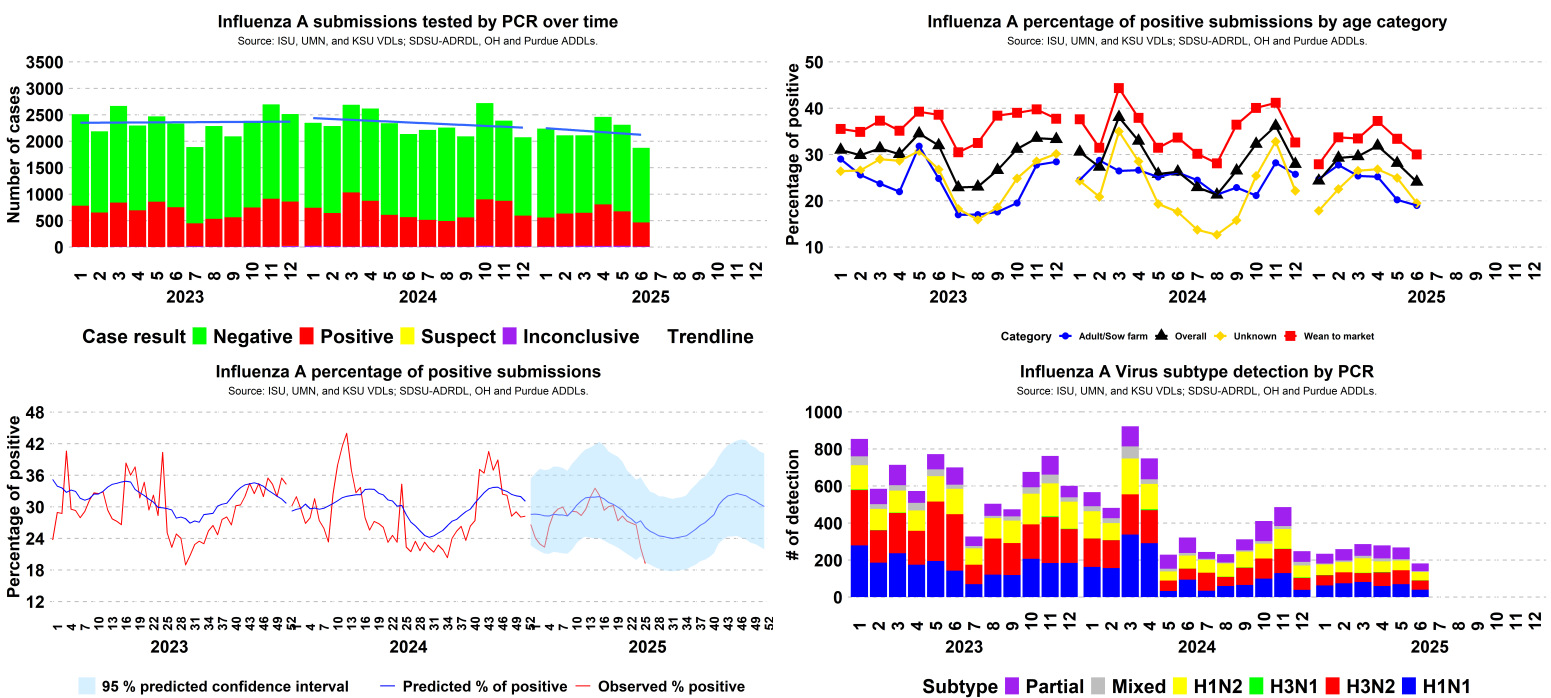 Influenza A submissions tested by PCR over time
Source: ISU, UMN, and KSU VDLs; SDSU-ADRDL, OH and Purdue ADDLs.
Number of cases
3500
3000
2500
2000
1500
1000
500
0
1 2 3 4 5 6 7 8 9 10 11 12 1 2 3 4 5 6 7 8 9 10 11 12 1 2 3 4 5 6 7 8 9 10 11 12
2023 2024 2025
Case result Negative Positive Suspect Inconclusive Trendline
Influenza A percentage of positive submissions by age category
Source: ISU, UMN, and KSU VDLs; SDSU-ADRDL, OH and Purdue ADDLs.
Percentage of positive
50
40
30
20
10
1 2 3 4 5 6 7 8 9 10 11 12 1 2 3 4 5 6 7 8 9 10 11 12 1 2 3 4 5 6 7 8 9 10 11 12
2023 2024 2025
Category Adult/Sow farm Overall Unknown Wean to market
Influenza A percentage of positive submissions
Source: ISU, UMN, and KSU VDLs; SDSU-ADRDL, OH and Purdue ADDLs.
Percentage of positive
48
42
36
30
24
18
12
1 4 7 10 13 16 19 22 25 28 31 34 37 40 43 46 49 52 1 4 7 10 13 16 19 22 25 28 31 34 37 40 43 46 49 52 1 4 7 10 13 16 19 22 25 28 31 34 37 40 43 46 49 52
2023 2024 2025
95 % predicted confidence interval Predicted % of positive Observed % positive
Influenza A Virus subtype detection by PCR
Source: ISU, UMN, and KSU VDLs; SDSU-ADRDL, OH and Purdue ADDLs.
# of detection
1000
800
600
400
200
0
1 2 3 4 5 6 7 8 9 10 11 12 1 2 3 4 5 6 7 8 9 10 11 12 1 2 3 4 5 6 7 8 9 10 11 12
2023 2024 2025
Subtype Partial Mixed H1N2 H3N1 H3N2 H1N1